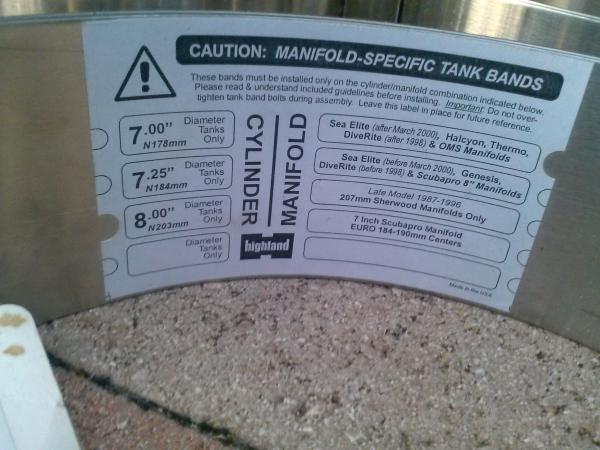 CAUTION: MANIFOLD-SPECIFIC TANK BANDS
These bands must be installed only on the cylinder/manifold combination indicated below.
Please read & understand included guidelines before installing. Important: Do not over-
tighten tank band bolts during assembly. Leave this label in place for future reference.
7.00" Diameter
Tanks
N178mm Only
7.25" Diameter
Tanks
N184mm Only
8.00" Diameter
Tanks
N203mm Only
Diameter
Tanks
Only
CYLINDER
MANIFOLD
highland
H
Sea Elite (after March 2000), Halcyon, Thermo,
DiveRite (after 1998) & OMS Manifolds
Sea Elite (before March 2000), Genesis,
DiveRite (before 1998) & Scubapro 8" Manifolds
Late Model 1987-1996
207mm Sherwood Manifolds Only
7 Inch Scubapro Manifold
EURO 184-190mm Centers
Made in the USA